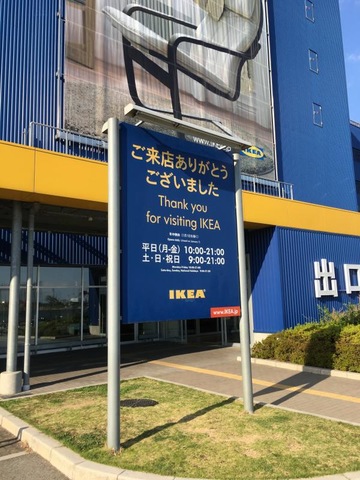 www.
IKEA
ご来店ありがとう
ございました
Thank you
for visiting IKEA
平日(月-金) 10:00-21:00
土・日・祝日 9:00-21:00
IKEA
www.IKEA.jp
出口